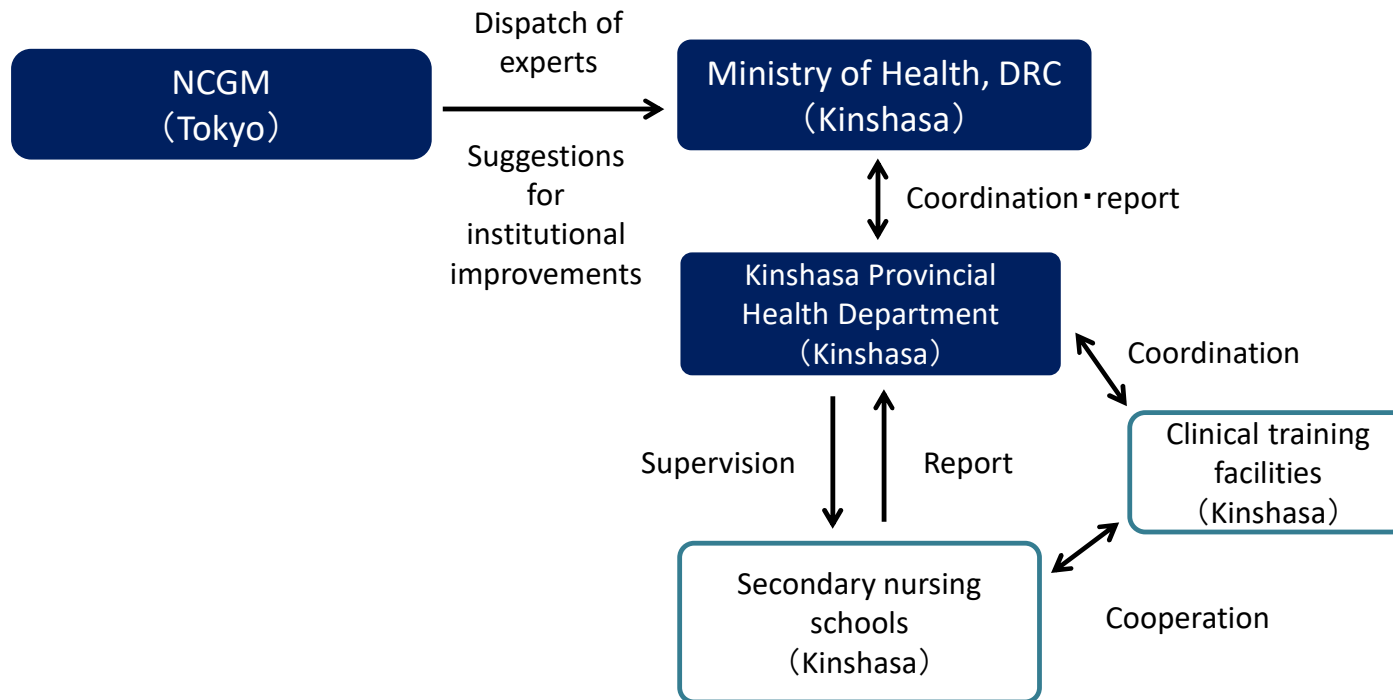 Dispatch of
experts
NCGM
（Tokyo）
Ministry of Health, DRC
（Kinshasa）
Suggestions
for
institutional
improvements
Coordination・report
Kinshasa Provincial
Health Department
（Kinshasa）
Coordination
Supervision
Report
Clinical training
facilities
（Kinshasa）
Secondary nursing
schools
（Kinshasa）
Cooperation